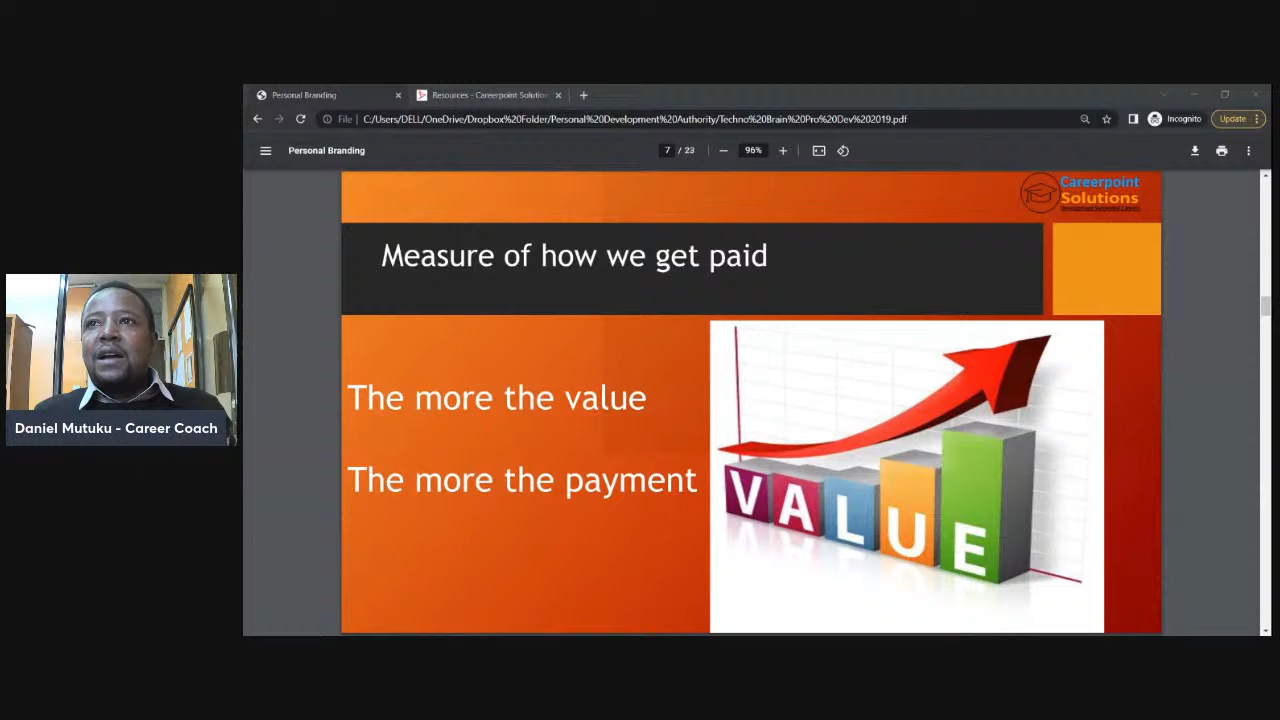 Personal Branding
Resources - Careerpoint Solutio
File
C:/Users/DELL/OneDrive/Dropbox%20Folder/Personal%20Development%20Authority/Techno%20Brain%20Pro%20Dev%202019.pdf
Incognito
Update
Personal Branding
7 / 23
96%
Careerpoint
Solutions
Measure of how we get paid
The more the value
The more the payment
VALUE
Daniel Mutuku - Career Coach